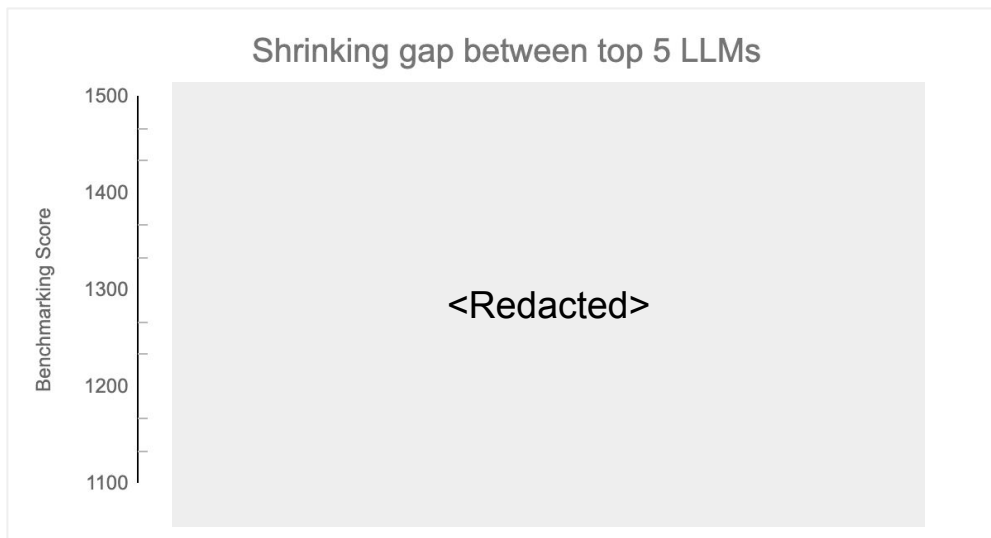 Shrinking gap between top 5 LLMs
1500
1400
1300
1200
1100
Benchmarking Score
<Redacted>